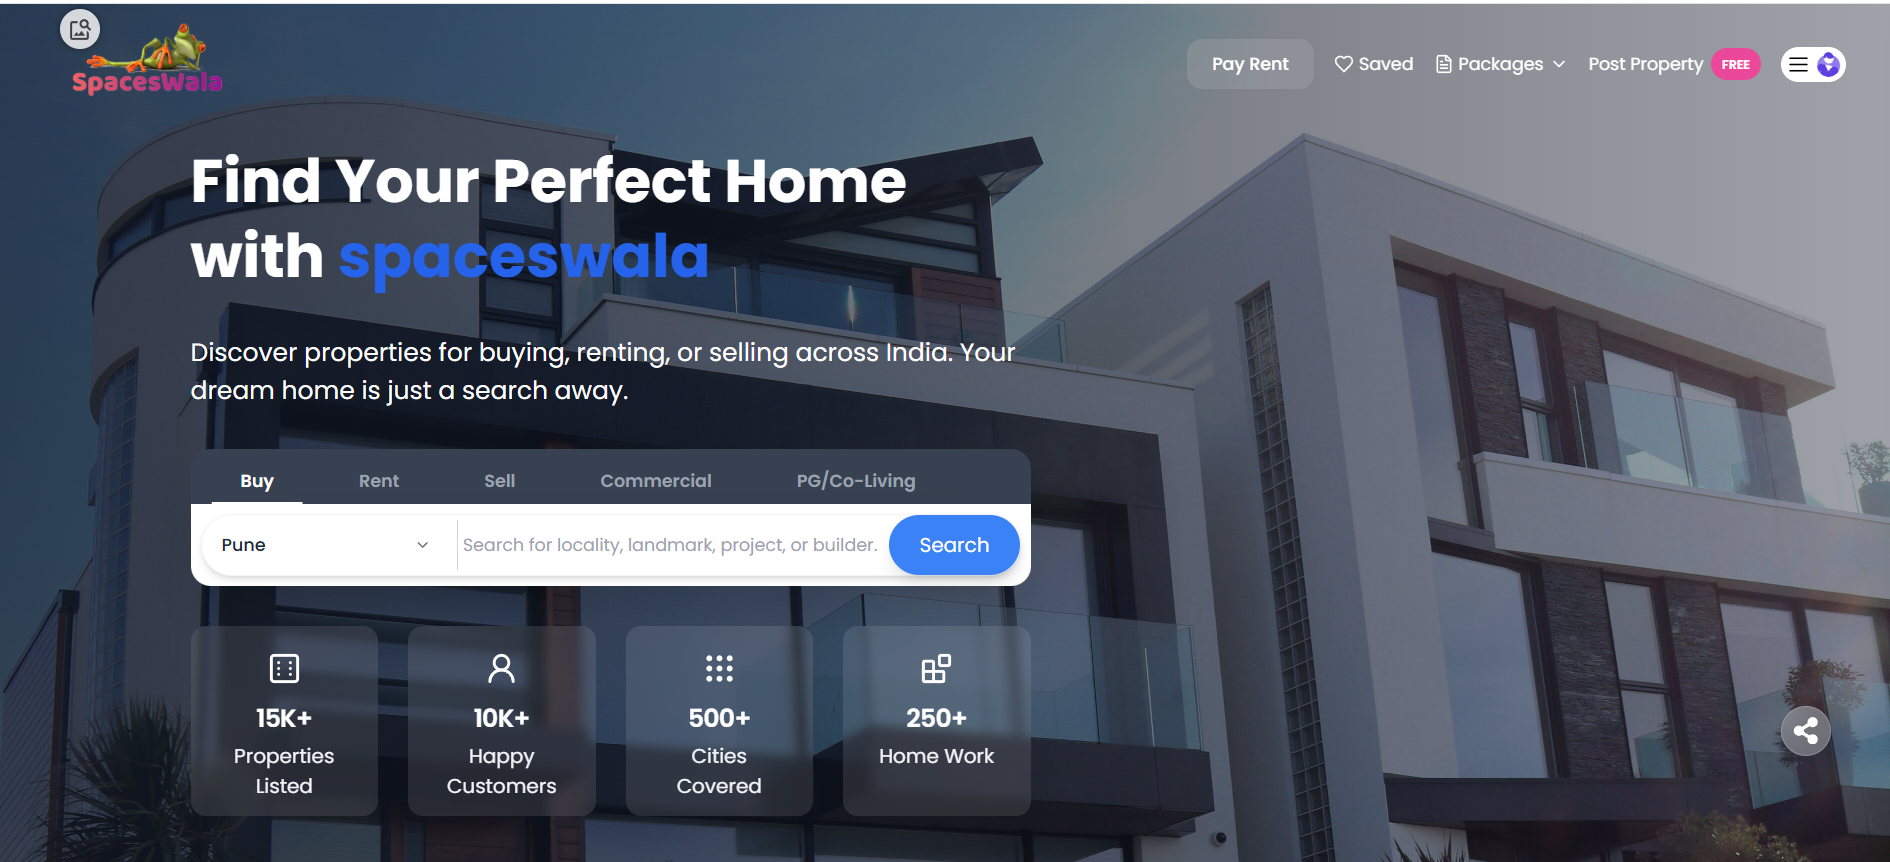 SpacesWala
Pay Rent
Saved
Packages
Post Property
FREE
Find Your Perfect Home
with spaceswala
Discover properties for buying, renting, or selling across India. Your
dream home is just a search away.
Buy
Rent
Sell
Commercial
PG/Co-Living
Pune
Search for locality, landmark, project, or builder.
Search
15K+
Properties
Listed
10K+
Happy
Customers
500+
Cities
Covered
250+
Home Work